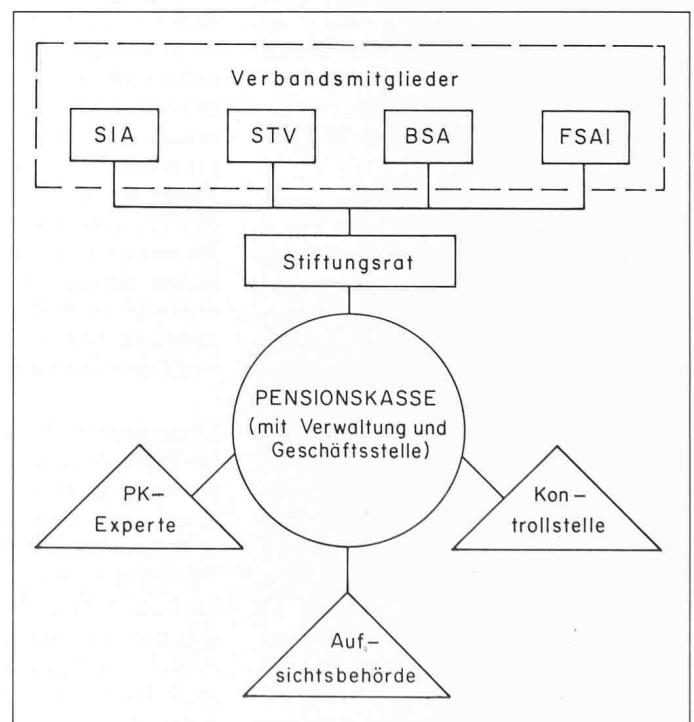 Verbandsmitglieder
SIA STV BSA FSAI
Stiftungsrat
PENSIONSKASSE
(mit Verwaltung und
Geschäftsstelle)
PK–
Experte
Kon–
trollstelle
Auf–
sichtsbehörde